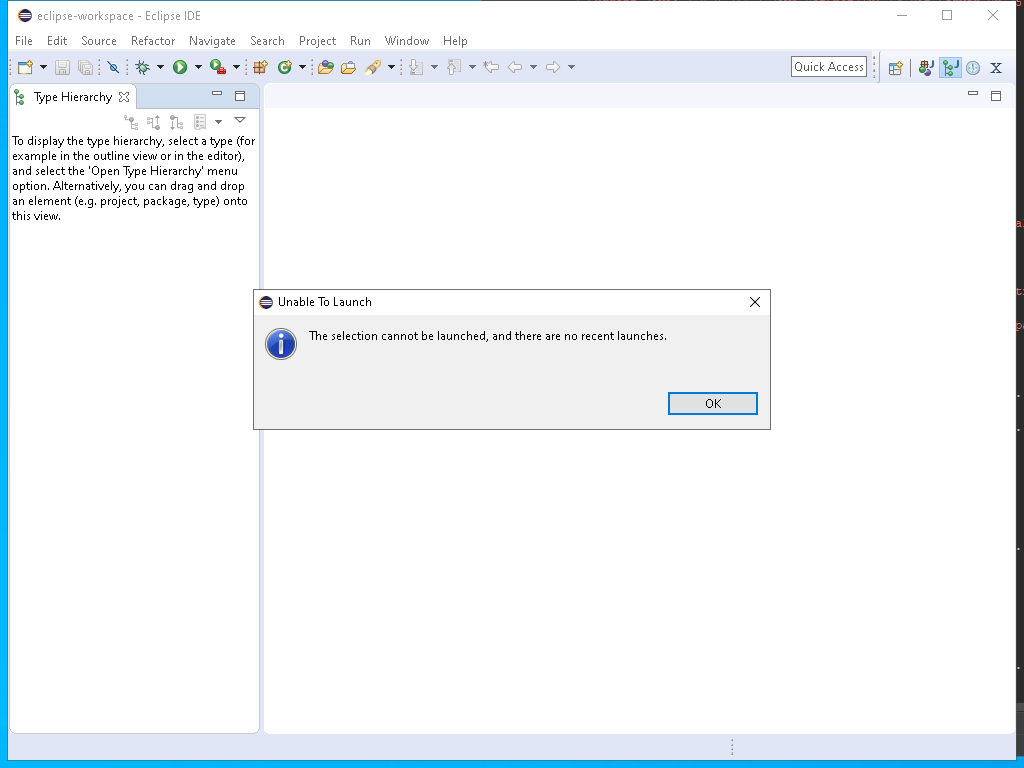 eclipse-workspace - Eclipse IDE
File Edit Source Refactor Navigate Search Project Run Window Help
Quick Access
Type Hierarchy
To display the type hierarchy, select a type (for
example in the outline view or in the editor),
and select the 'Open Type Hierarchy' menu
option. Alternatively, you can drag and drop
an element (e.g. project, package, type) onto
this view.
Unable To Launch
The selection cannot be launched, and there are no recent launches.
OK